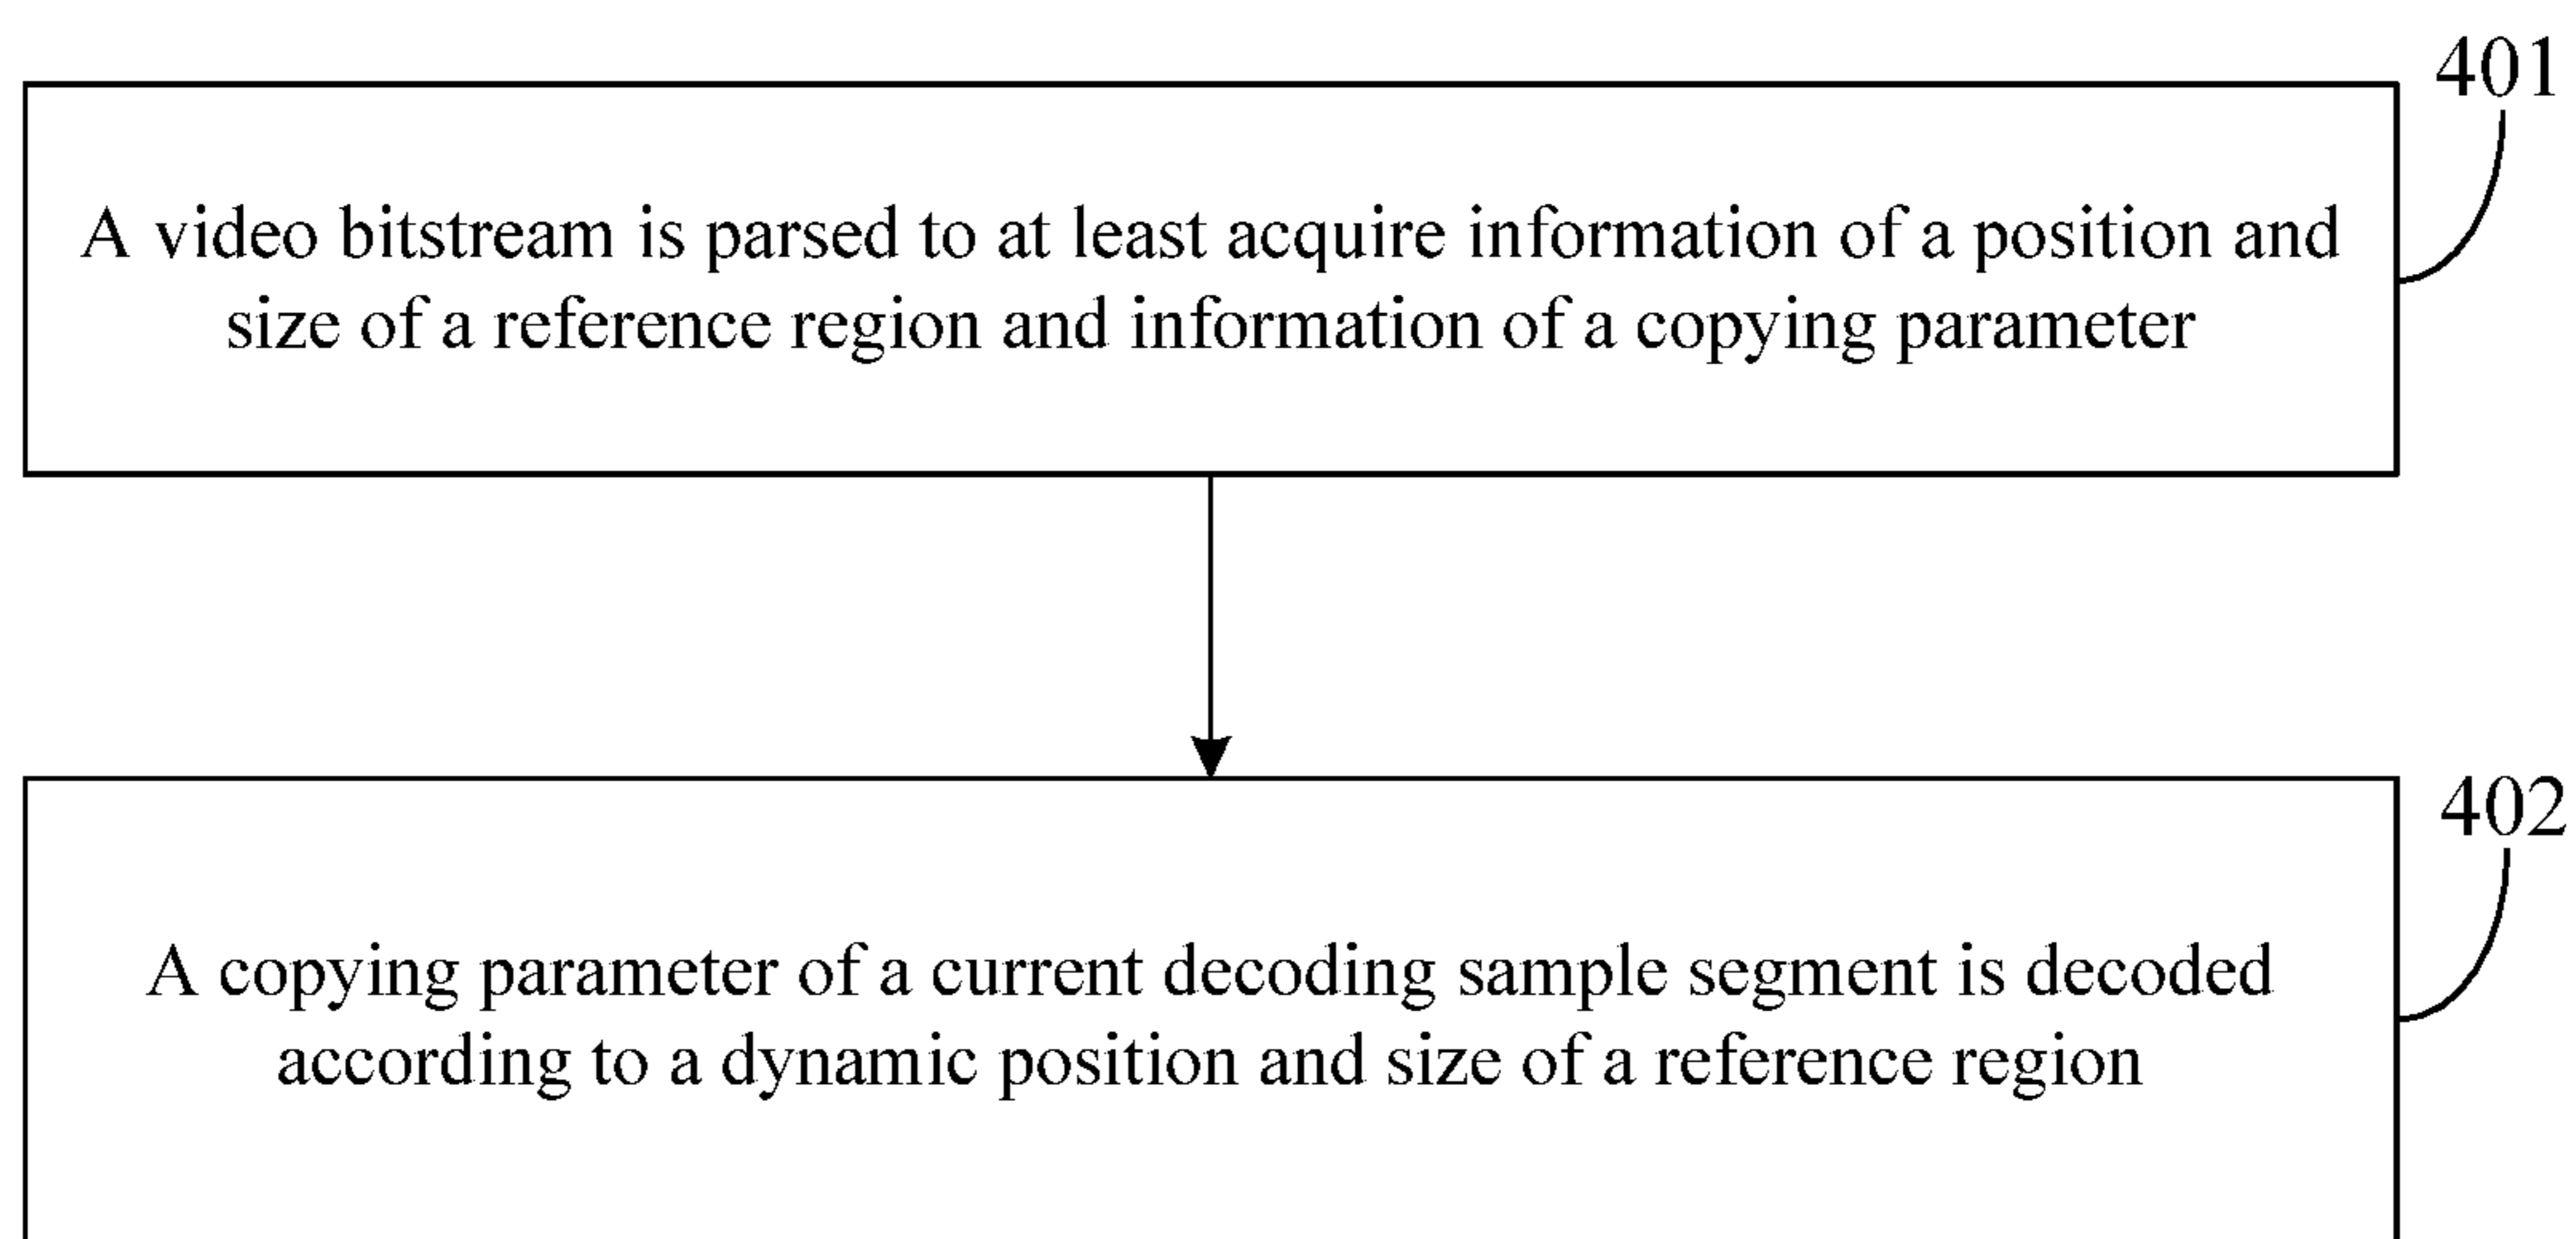 401
A video bitstream is parsed to at least acquire information of a position and
size of a reference region and information of a copying parameter
402
A copying parameter of a current decoding sample segment is decoded
according to a dynamic position and size of a reference region